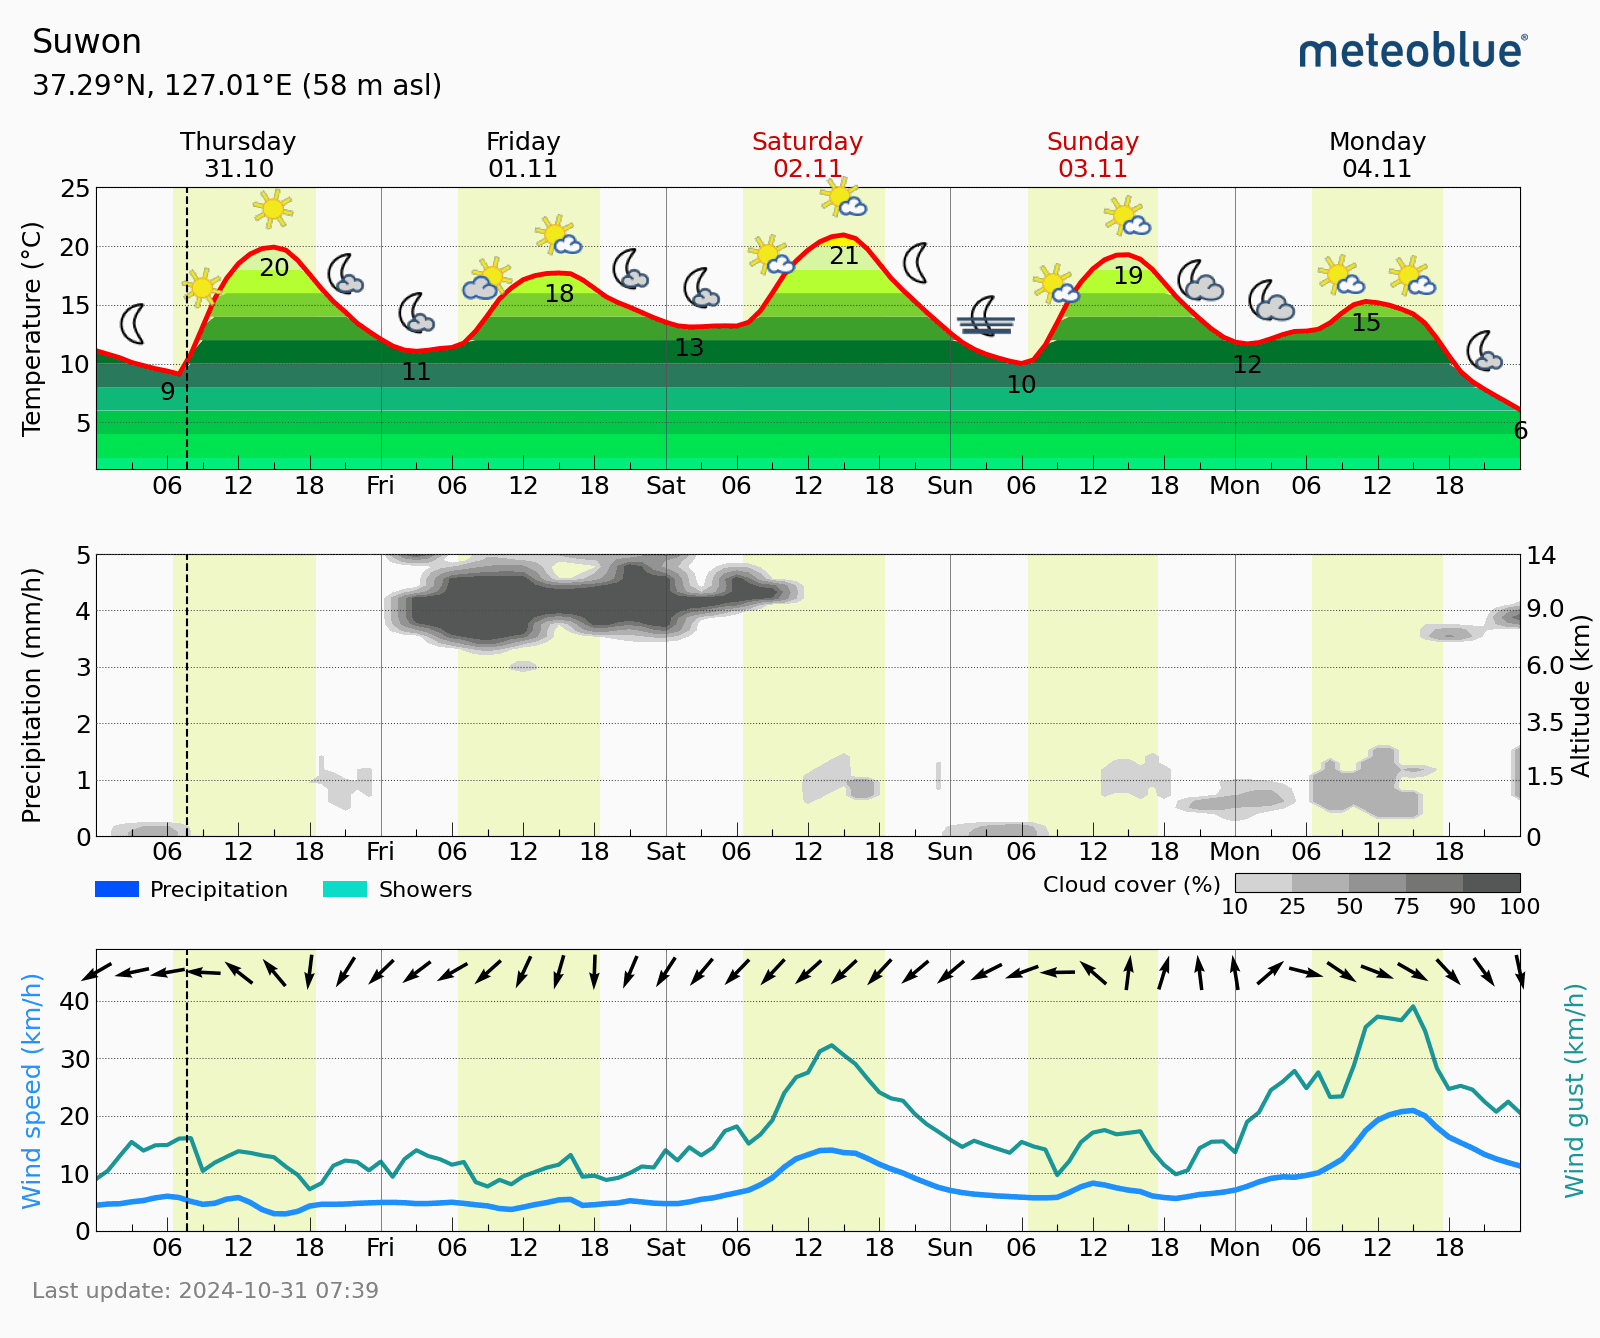 Suwon
37.29°N, 127.01°E (58 m asl)
meteoblue®
Thursday Friday Saturday Sunday Monday
31.10 01.11 02.11 03.11 04.11
Temperature (°C)
25
20
15
10
5
20 18 21 19 15
9 11 13 10 12 6
06 12 18 Fri 06 12 18 Sat 06 12 18 Sun 06 12 18 Mon 06 12 18
Precipitation (mm/h)
5
4
3
2
1
0
14
9.0
6.0
3.5
1.5
0
Altitude (km)
06 12 18 Fri 06 12 18 Sat 06 12 18 Sun 06 12 18 Mon 06 12 18
Precipitation Showers
Cloud cover (%)
10 25 50 75 90 100
Wind speed (km/h)
40
30
20
10
0
Wind gust (km/h)
06 12 18 Fri 06 12 18 Sat 06 12 18 Sun 06 12 18 Mon 06 12 18
Last update: 2024-10-31 07:39